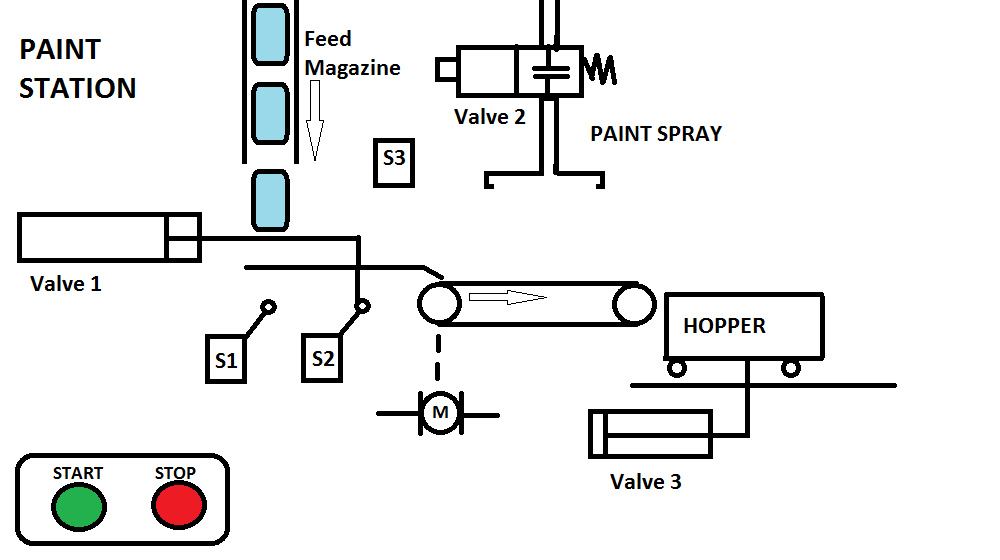 PAINT
STATION
Feed
Magazine
Valve 2
PAINT SPRAY
S3
Valve 1
S1
S2
HOPPER
M
Valve 3
START
STOP